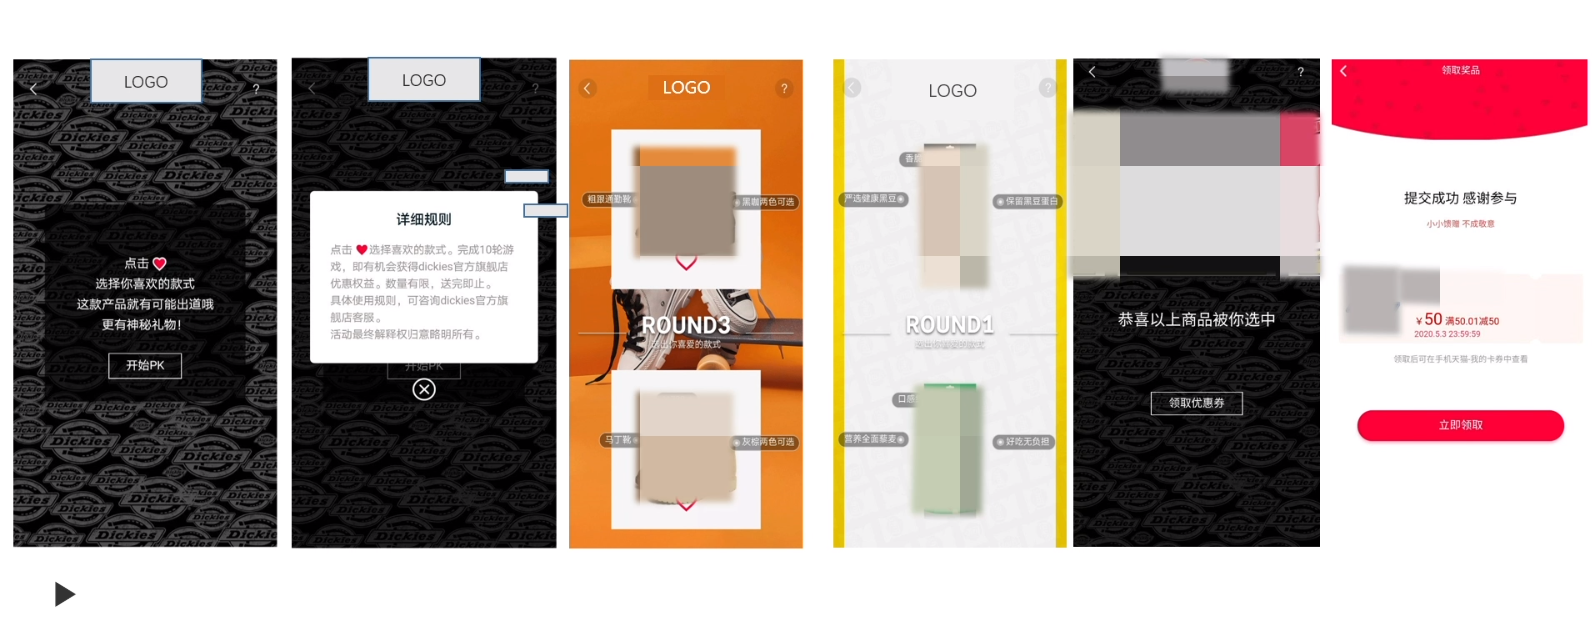 LOGO
?
点击
选择你喜欢的款式
这款产品就有可能出道哦
更有神秘礼物!
开始PK
Dickies
LOGO
?
详细规则
点击 ❤ 选择喜欢的款式。完成10轮游
戏，即有机会获得dickies官方旗舰店
优惠权益。数量有限，送完即止。
具体使用规则，可咨询dickies官方旗
舰店客服。
活动最终解释权归意略明所有。
开始PK
LOGO
?
粗跟通勤靴
黑咖两色可选
ROUND3
选出你喜爱的款式
马丁靴
灰棕两色可选
LOGO
?
严选健康黑豆
保留黑豆蛋白
ROUND1
选出你喜爱的款式
口感
营养全面藜麦
好吃无负担
?
恭喜以上商品被你选中
领取优惠券
领取奖品
提交成功 感谢参与
小小馈赠 不成敬意
￥50 满50.01减50
2020.5.3 23:59:59
领取后可在手机天猫-我的卡券中查看
立即领取